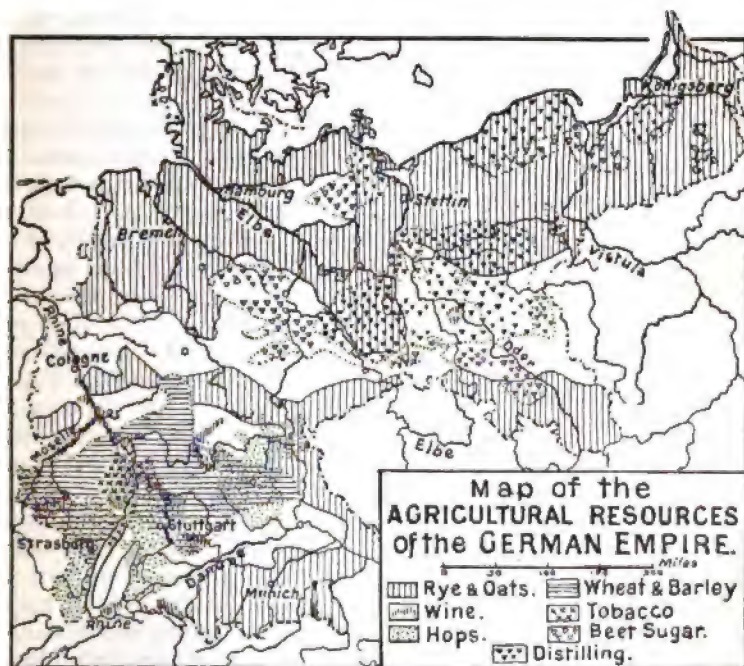 Königsberg
Hamburg
Stettin
Elbe
Bremen
Vistula
Rhine
Oder
Cologne
Moselle
Elbe
Stuttgart
Strasburg
Danube
Munich
Rhine
Map of the
AGRICULTURAL RESOURCES
of the GERMAN EMPIRE.
Miles
Rye & Oats. Wheat & Barley
Wine. Tobacco
Hops. Beet Sugar.
Distilling.